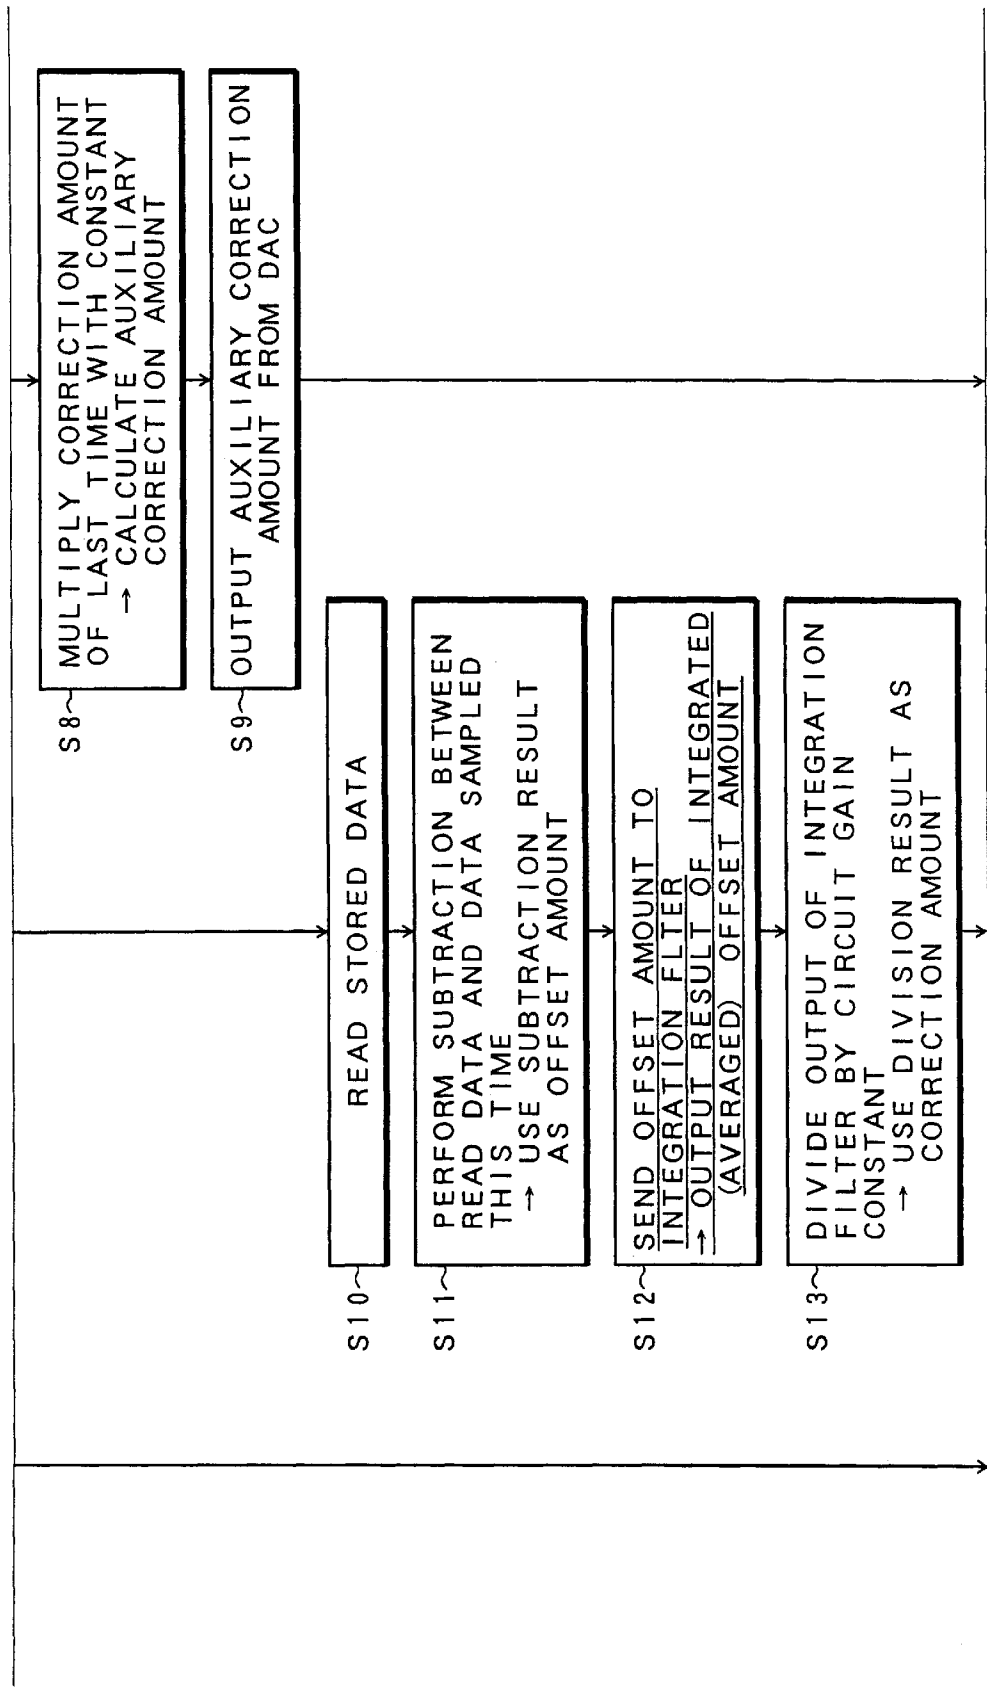 S8
MULTIPLY CORRECTION AMOUNT
OF LAST TIME WITH CONSTANT
→ CALCULATE AUXILIARY
CORRECTION AMOUNT
S9
OUTPUT AUXILIARY CORRECTION
AMOUNT FROM DAC
S10
READ STORED DATA
S11
PERFORM SUBTRACTION BETWEEN
READ DATA AND DATA SAMPLED
THIS TIME
→ USE SUBTRACTION RESULT
AS OFFSET AMOUNT
S12
SEND OFFSET AMOUNT TO
INTEGRATION FLTER
→ OUTPUT RESULT OF INTEGRATED
(AVERAGED) OFFSET AMOUNT
S13
DIVIDE OUTPUT OF INTEGRATION
FILTER BY CIRCUIT GAIN
CONSTANT
→ USE DIVISION RESULT AS
CORRECTION AMOUNT